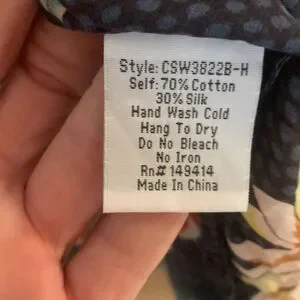 Style: CSW3822B-H
Self: 70% Cotton
30% Silk
Hand Wash Cold
Hang To Dry
Do No Bleach
No Iron
Rn# 149414
Made In China